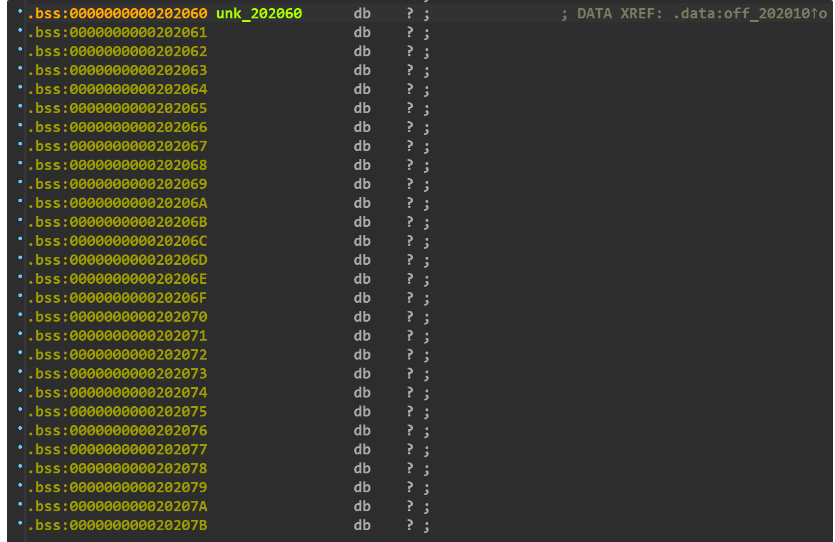 .bss:0000000000202060 unk_202060 db ? ; ; DATA XREF: .data:off_202010↑o
.bss:0000000000202061 db ? ;
.bss:0000000000202062 db ? ;
.bss:0000000000202063 db ? ;
.bss:0000000000202064 db ? ;
.bss:0000000000202065 db ? ;
.bss:0000000000202066 db ? ;
.bss:0000000000202067 db ? ;
.bss:0000000000202068 db ? ;
.bss:0000000000202069 db ? ;
.bss:000000000020206A db ? ;
.bss:000000000020206B db ? ;
.bss:000000000020206C db ? ;
.bss:000000000020206D db ? ;
.bss:000000000020206E db ? ;
.bss:000000000020206F db ? ;
.bss:0000000000202070 db ? ;
.bss:0000000000202071 db ? ;
.bss:0000000000202072 db ? ;
.bss:0000000000202073 db ? ;
.bss:0000000000202074 db ? ;
.bss:0000000000202075 db ? ;
.bss:0000000000202076 db ? ;
.bss:0000000000202077 db ? ;
.bss:0000000000202078 db ? ;
.bss:0000000000202079 db ? ;
.bss:000000000020207A db ? ;
.bss:000000000020207B db ? ;